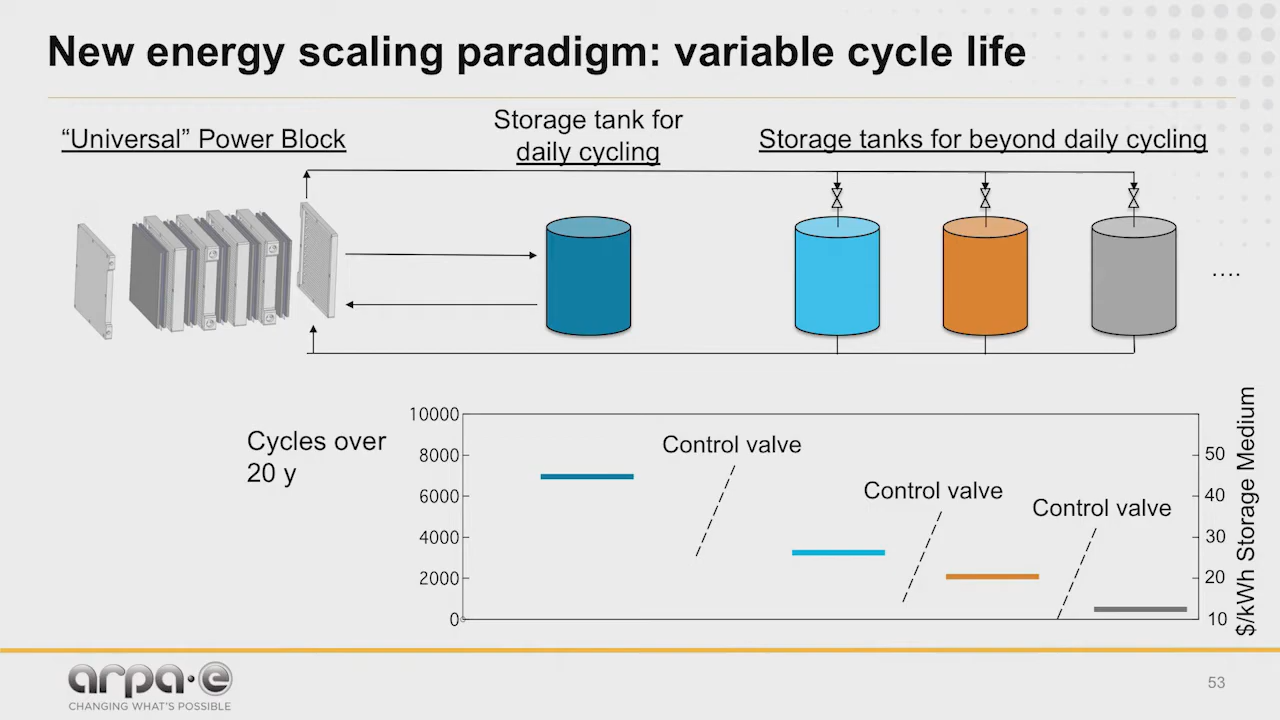 New energy scaling paradigm: variable cycle life
“Universal” Power Block
Storage tank for
daily cycling
Storage tanks for beyond daily cycling
....
Cycles over
20 y
10000
8000
6000
4000
2000
0
Control valve
Control valve
Control valve
50
40
30
20
10
$/kWh Storage Medium
arpa·e
CHANGING WHAT'S POSSIBLE
53